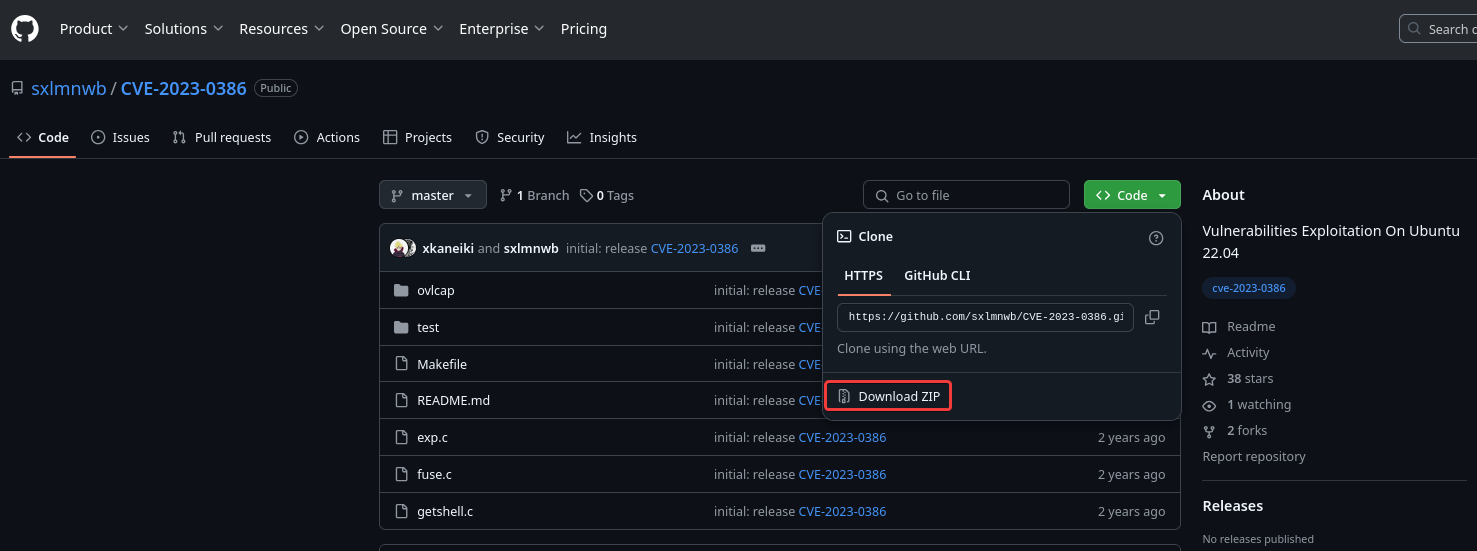 Product Solutions Resources Open Source Enterprise Pricing Search o
sxlmnwb / CVE-2023-0386 Public
Code Issues Pull requests Actions Projects Security Insights
master 1 Branch 0 Tags Go to file Code
xkaneiki and sxlmnwb initial: release CVE-2023-0386
ovlcap initial: release CVE
test initial: release CVE
Makefile initial: release CVE
README.md initial: release CVE
exp.c initial: release CVE-2023-0386 2 years ago
fuse.c initial: release CVE-2023-0386 2 years ago
getshell.c initial: release CVE-2023-0386 2 years ago
Clone
HTTPS GitHub CLI
https://github.com/sxlmnwb/CVE-2023-0386.gi
Clone using the web URL.
Download ZIP
About
Vulnerabilities Exploitation On Ubuntu
22.04
cve-2023-0386
Readme
Activity
38 stars
1 watching
2 forks
Report repository
Releases
No releases published